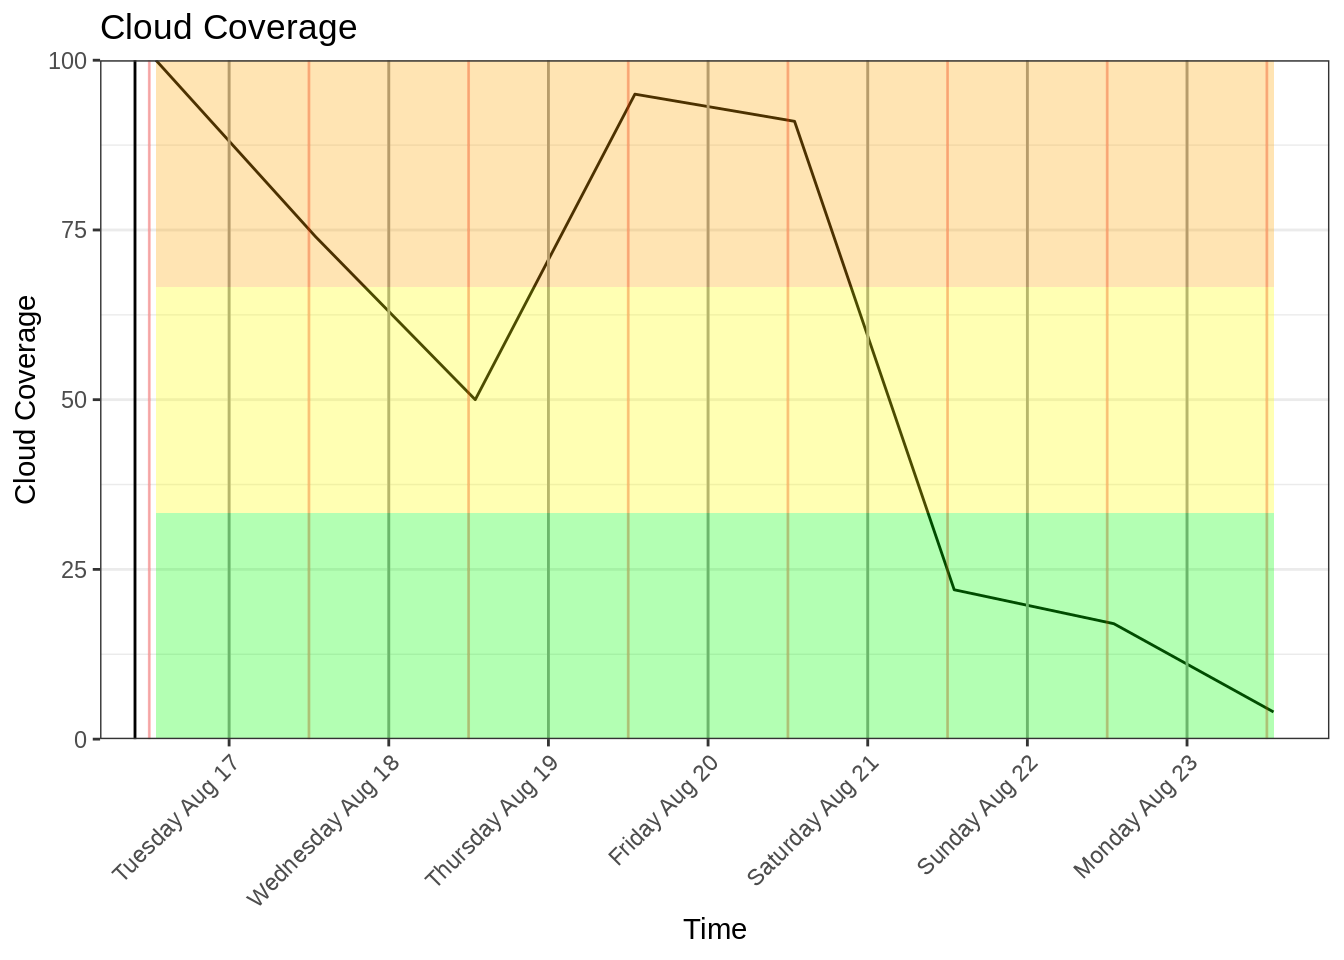 Cloud Coverage
100
75
50
25
0
Cloud Coverage
Tuesday Aug 17
Wednesday Aug 18
Thursday Aug 19
Friday Aug 20
Saturday Aug 21
Sunday Aug 22
Monday Aug 23
Time